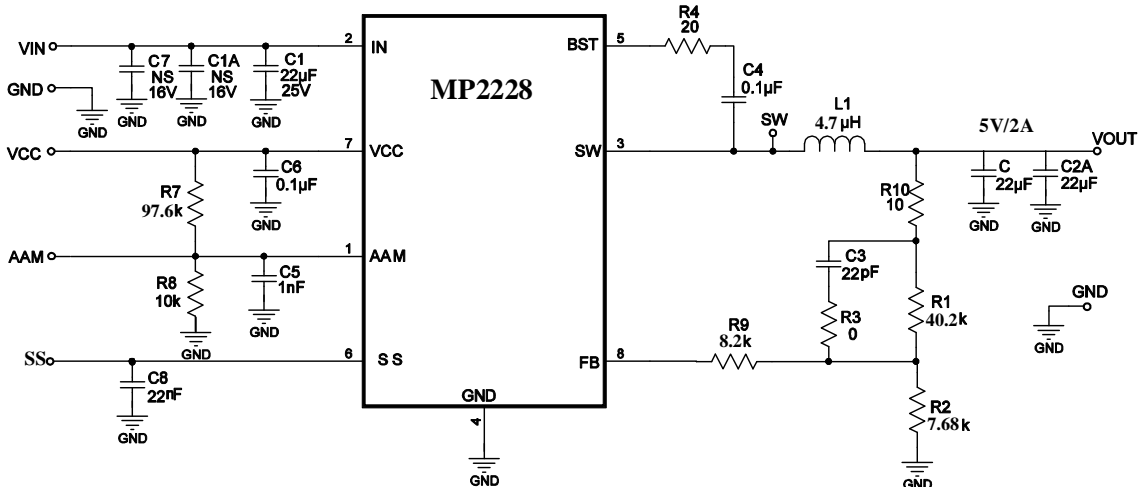 VIN
GND
GND
C7
NS
16V
GND
C1A
NS
16V
GND
C1
22µF
25V
GND
2
IN
VCC
7
VCC
R7
97.6k
C6
0.1µF
GND
AAM
1
AAM
R8
10k
GND
C5
1nF
GND
SS
6
SS
C8
22nF
GND
MP2228
GND
4
GND
BST
5
R4
20
C4
0.1µF
SW
3
SW
L1
4.7µH
5V/2A
VOUT
C
22µF
GND
C2A
22µF
GND
R10
10
C3
22pF
R3
0
R1
40.2k
GND
GND
FB
8
R9
8.2k
R2
7.68k
GND